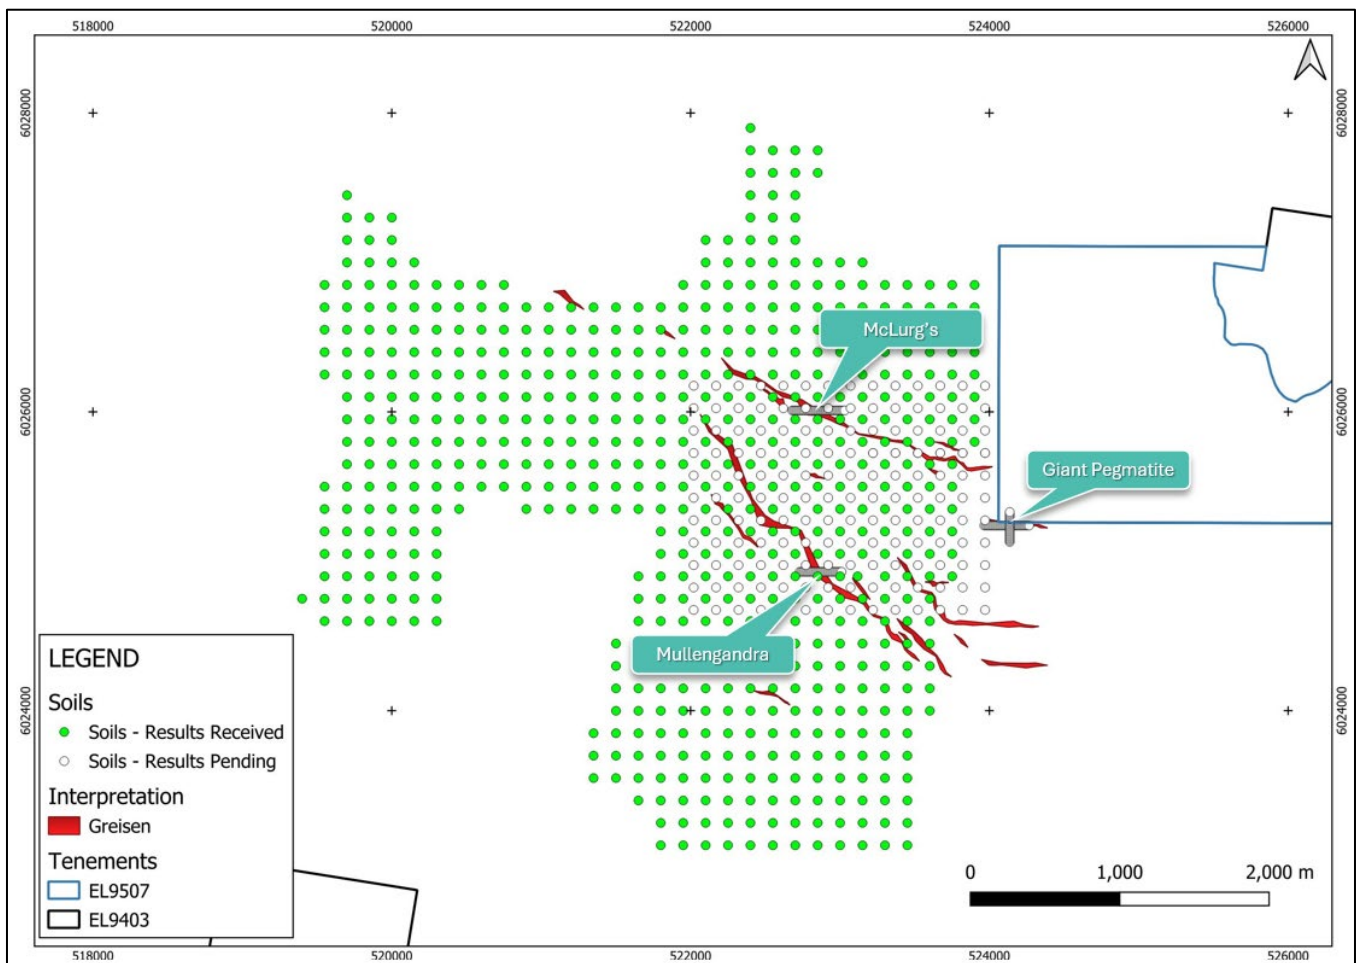 518000 520000 522000 524000 526000
6028000 6028000
McLurg's
6026000 6026000
Giant Pegmatite
Mullengandra
6024000 6024000
LEGEND
Soils
Soils - Results Received
Soils - Results Pending
Interpretation
Greisen
Tenements
EL9507
EL9403
0 1,000 2,000 m
518000 520000 522000 524000 526000